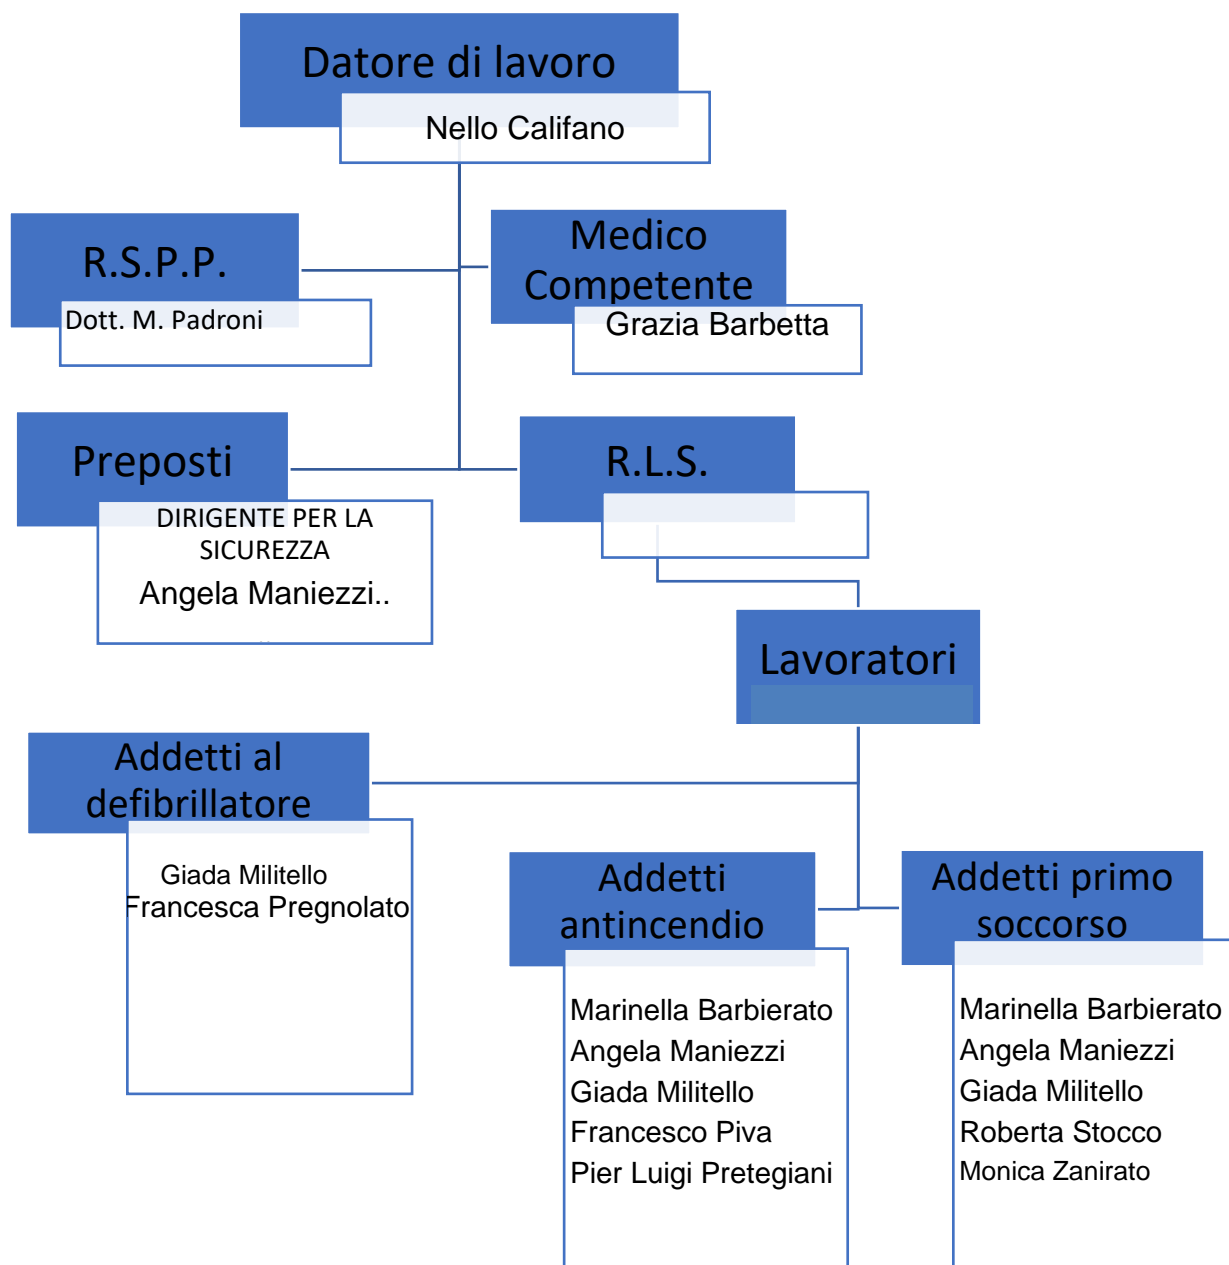 Datore di lavoro
Nello Califano
R.S.P.P.
Dott. M. Padroni
Medico
Competente
Grazia Barbetta
Preposti
DIRIGENTE PER LA
SICUREZZA
Angela Maniezzi..
..
R.L.S.
Lavoratori
Addetti al
defibrillatore
Giada Militello
Francesca Pregnolato
Addetti
antincendio
Marinella Barbierato
Angela Maniezzi
Giada Militello
Francesco Piva
Pier Luigi Pretegiani
Addetti primo
soccorso
Marinella Barbierato
Angela Maniezzi
Giada Militello
Roberta Stocco
Monica Zanirato